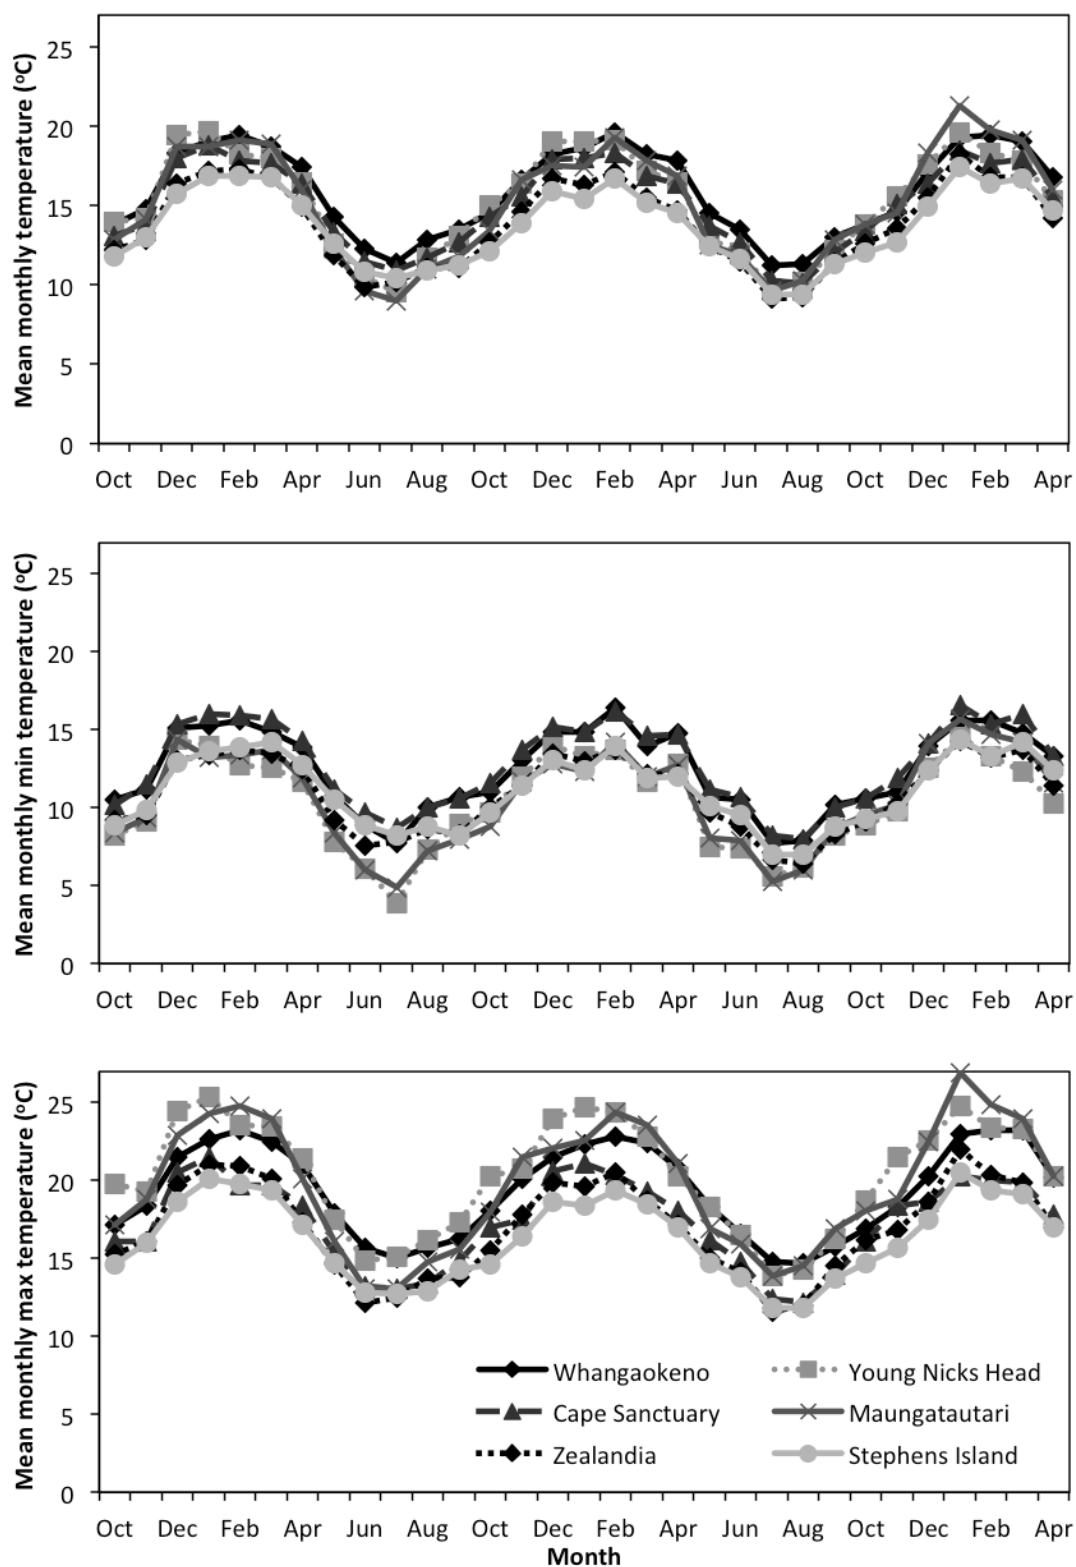 Mean monthly temperature (°C)
25
20
15
10
5
0
Oct Dec Feb Apr Jun Aug Oct Dec Feb Apr Jun Aug Oct Dec Feb Apr
Mean monthly min temperature (°C)
25
20
15
10
5
0
Oct Dec Feb Apr Jun Aug Oct Dec Feb Apr Jun Aug Oct Dec Feb Apr
Mean monthly max temperature (°C)
25
20
15
10
5
0
Whangaokeno
Young Nicks Head
Cape Sanctuary
Maungatautari
Zealandia
Stephens Island
Oct Dec Feb Apr Jun Aug Oct Dec Feb Apr Jun Aug Oct Dec Feb Apr
Month